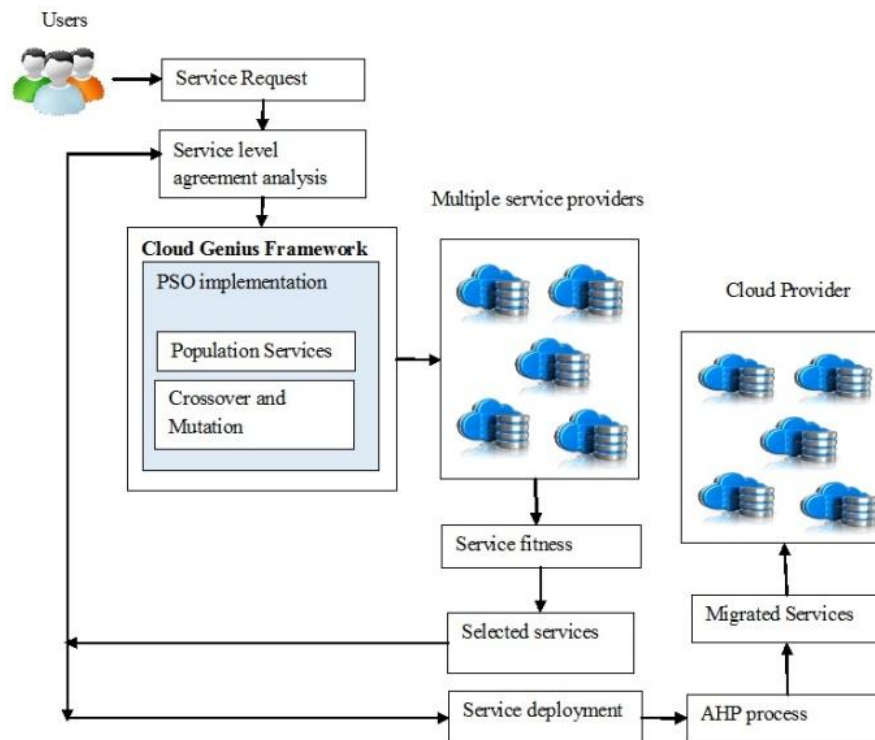 Users
Service Request
Service level
agreement analysis
Multiple service providers
Cloud Genius Framework
PSO implementation
Population Services
Crossover and
Mutation
Cloud Provider
Service fitness
Selected services
Migrated Services
Service deployment
AHP process